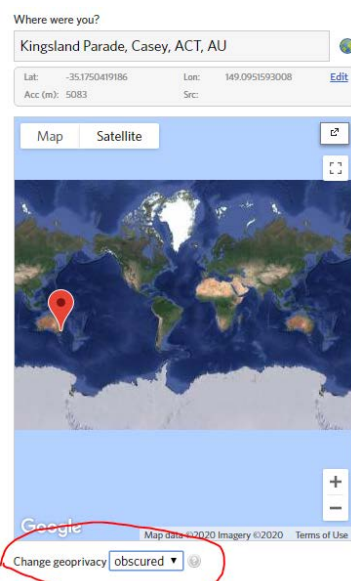 Where were you?
Kingsland Parade, Casey, ACT, AU
Lat: -35.1750419186 Lon: 149.0951593008 Edit
Acc (m): 5083 Src:
Map Satellite
Google
Map data ©2020 Imagery ©2020 Terms of Use
Change geoprivacy obscured